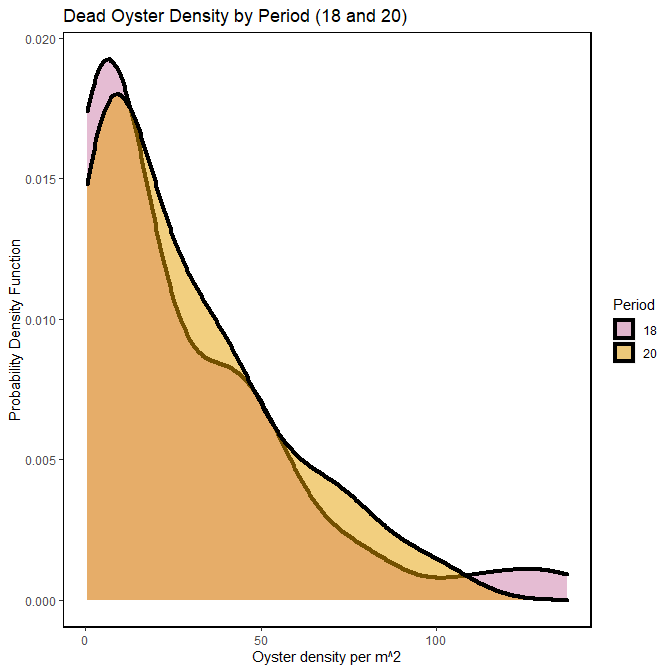 Dead Oyster Density by Period (18 and 20)
0.020
0.015
0.010
0.005
0.000
Probability Density Function
0
50
100
Oyster density per m^2
Period
18
20